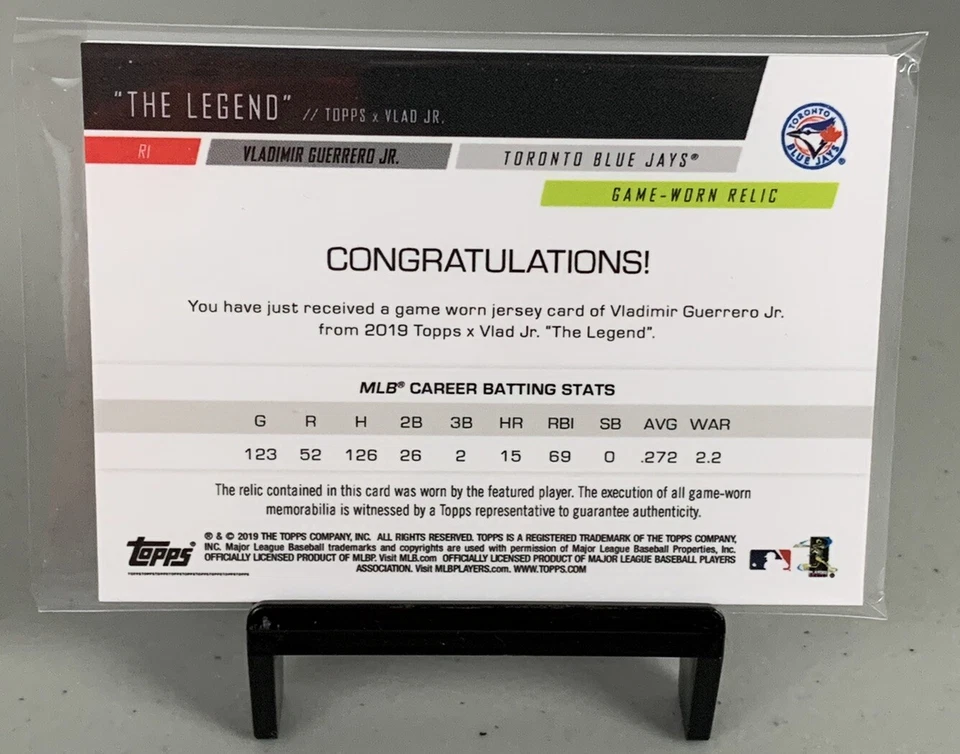 "THE LEGEND" // TOPPS x VLAD JR.
R1 VLADIMIR GUERRERO JR. TORONTO BLUE JAYS®
TORONTO
BLUE JAYS®
GAME-WORN RELIC
CONGRATULATIONS!
You have just received a game worn jersey card of Vladimir Guerrero Jr.
from 2019 Topps x Vlad Jr. "The Legend".
MLB® CAREER BATTING STATS
G R H 2B 3B HR RBI SB AVG WAR
123 52 126 26 2 15 69 0 .272 2.2
The relic contained in this card was worn by the featured player. The execution of all game-worn
memorabilia is witnessed by a Topps representative to guarantee authenticity.
Topps®
® & © 2019 THE TOPPS COMPANY, INC. ALL RIGHTS RESERVED. TOPPS IS A REGISTERED TRADEMARK OF THE TOPPS COMPANY,
INC. Major League Baseball trademarks and copyrights are used with permission of Major League Baseball Properties, Inc.
OFFICIALLY LICENSED PRODUCT OF MLBP. Visit MLB.com OFFICIALLY LICENSED PRODUCT OF MAJOR LEAGUE BASEBALL PLAYERS
ASSOCIATION. Visit MLBPLAYERS.com. WWW.TOPPS.COM